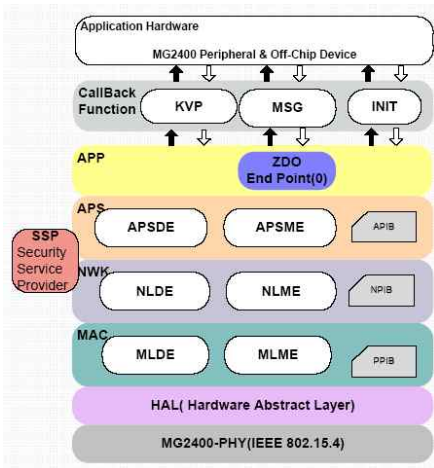 Application Hardware
MG2400 Peripheral & Off-Chip Device
CallBack
Function
KVP
MSG
INIT
APP
ZDO
End Point(0)
APS
APSDE
APSME
APIB
SSP
Security
Service
Provider
NWK
NLDE
NLME
NPIB
MAC
MLDE
MLME
PPIB
HAL( Hardware Abstract Layer)
MG2400-PHY(IEEE 802.15.4)